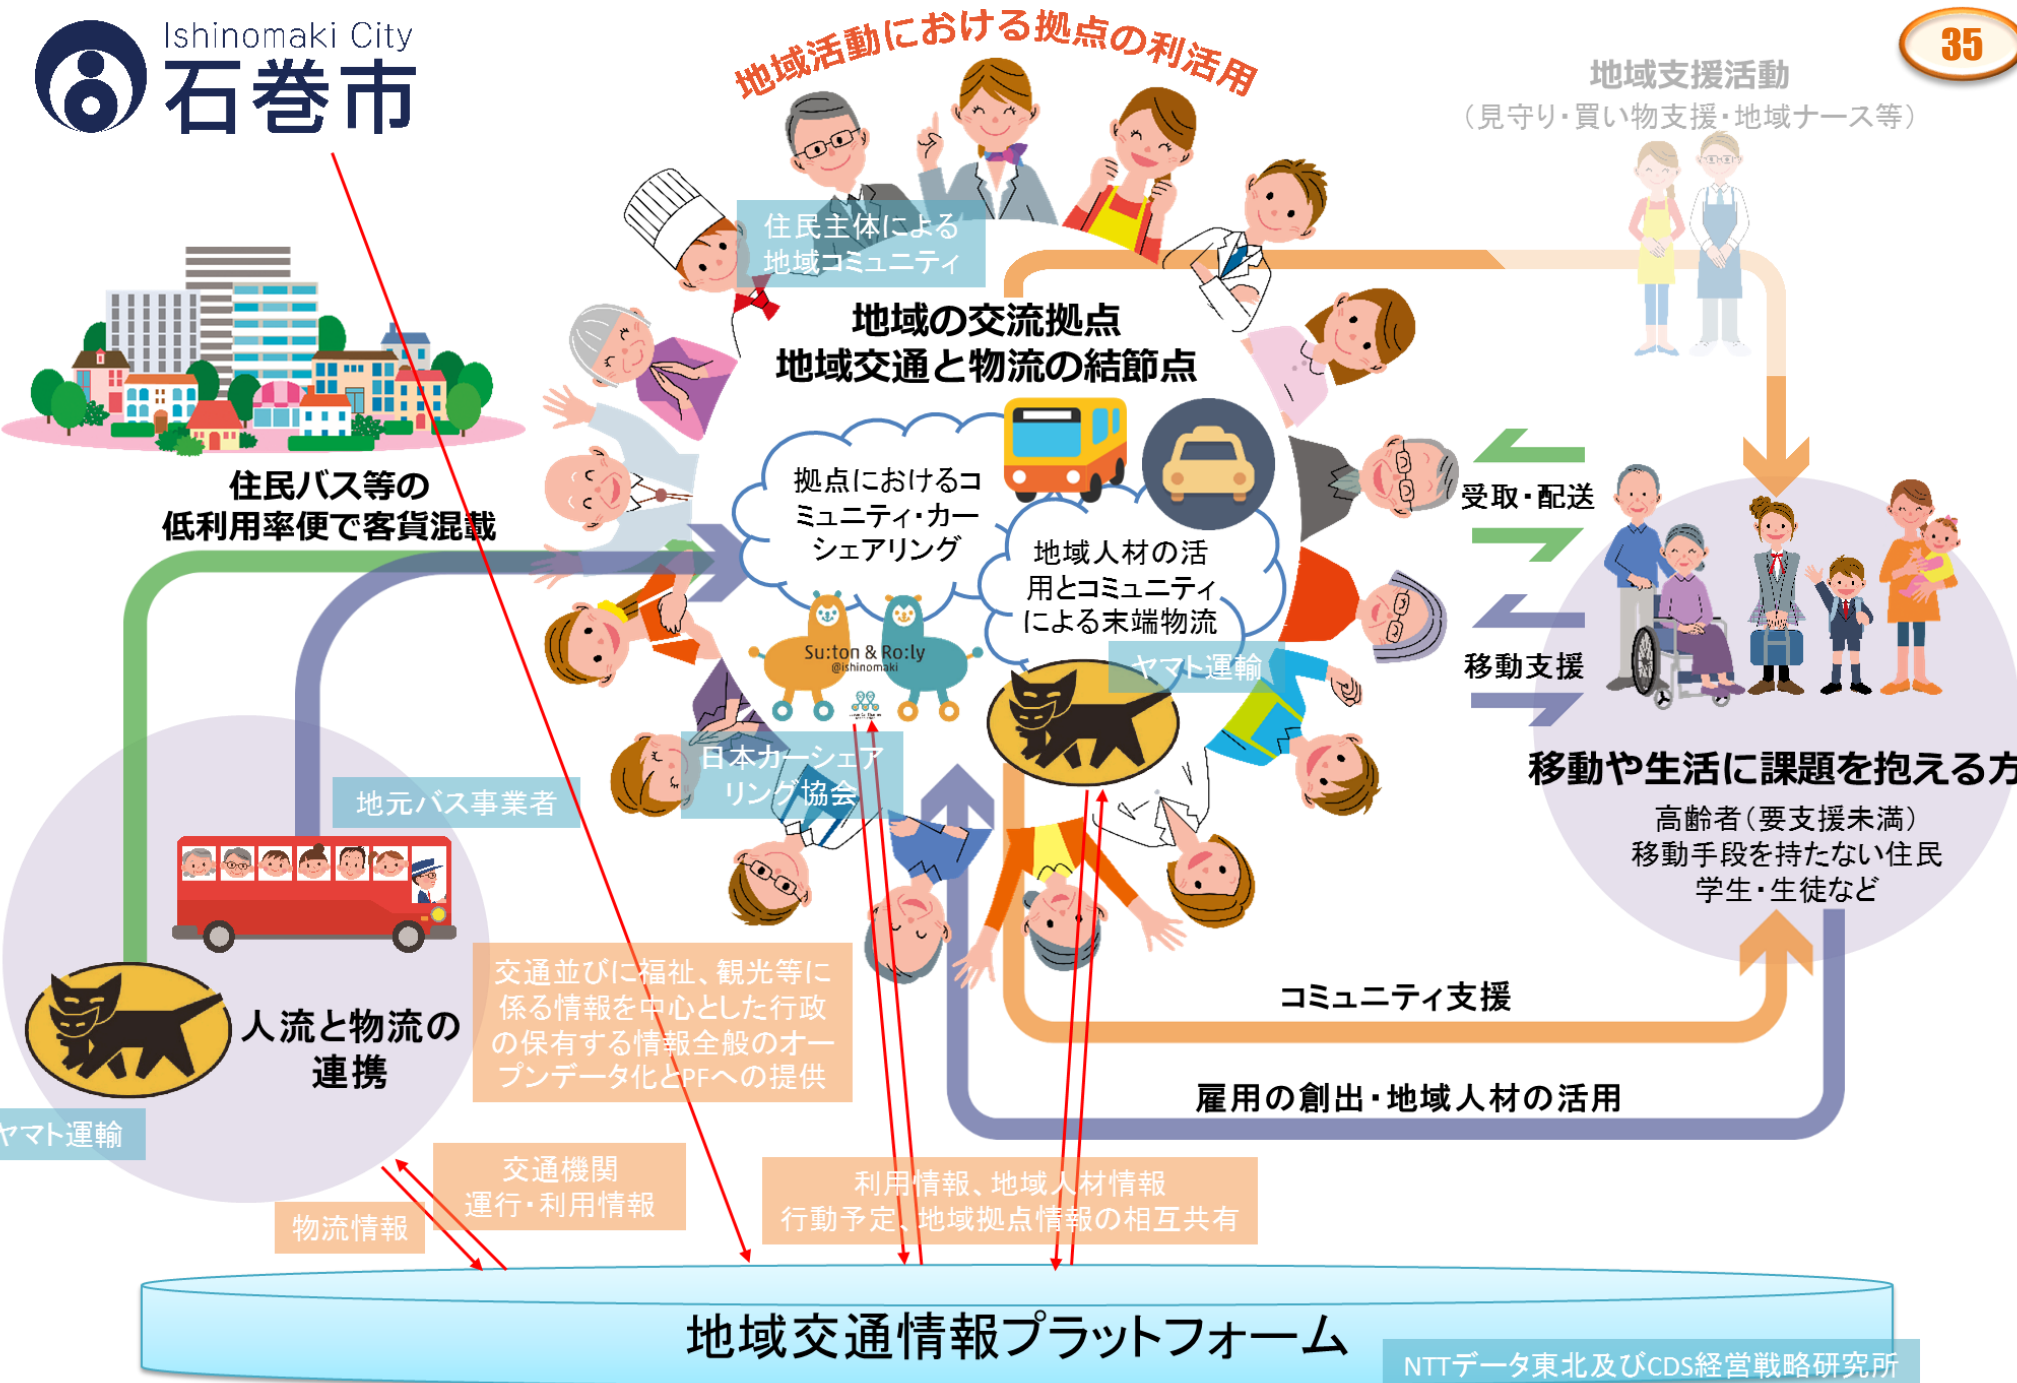 Ishinomaki City
石巻市
35
地域活動における拠点の利活用
地域支援活動
（見守り・買い物支援・地域ナース等）
住民主体による
地域コミュニティ
地域の交流拠点
地域交通と物流の結節点
住民バス等の
低利用率便で客貨混載
拠点におけるコ
ミュニティ・カー
シェアリング
地域人材の活
用とコミュニティ
による末端物流
受取・配送
移動支援
Su:ton & Ro:ly
@ishinomaki
ヤマト運輸
日本カーシェア
リング協会
移動や生活に課題を抱える方
高齢者（要支援未満）
移動手段を持たない住民
学生・生徒など
地元バス事業者
人流と物流の
連携
ヤマト運輸
交通並びに福祉、観光等に
係る情報を中心とした行政
の保有する情報全般のオー
プンデータ化とPFへの提供
コミュニティ支援
雇用の創出・地域人材の活用
交通機関
運行・利用情報
物流情報
利用情報、地域人材情報
行動予定、地域拠点情報の相互共有
地域交通情報プラットフォーム
NTTデータ東北及びCDS経営戦略研究所